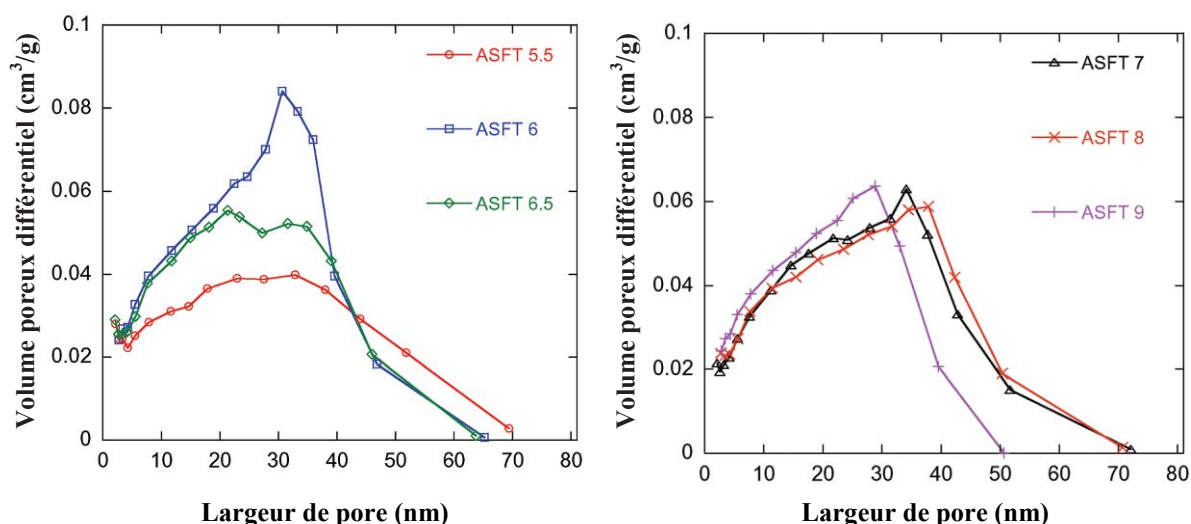 Volume poreux différentiel (cm³/g)
0.1
0.08
0.06
0.04
0.02
0
ASFT 5.5
ASFT 6
ASFT 6.5
0 10 20 30 40 50 60 70 80
Largeur de pore (nm)
Volume poreux différentiel (cm³/g)
0.1
0.08
0.06
0.04
0.02
0
ASFT 7
ASFT 8
ASFT 9
0 10 20 30 40 50 60 70 80
Largeur de pore (nm)